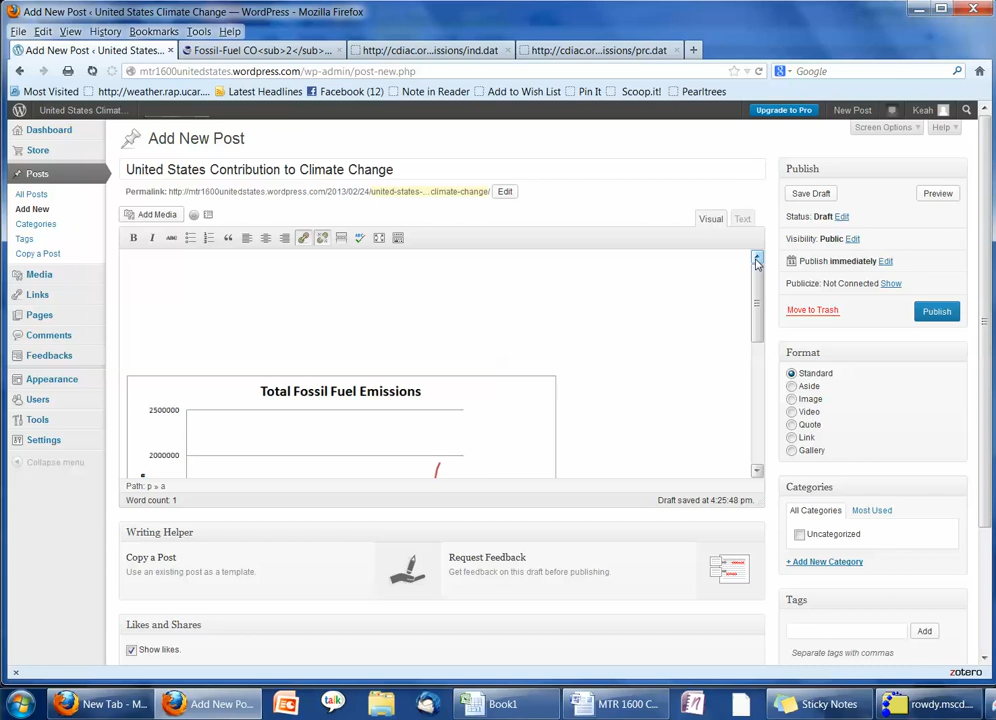 Add New Post ‹ United States Climate Change — WordPress - Mozilla Firefox
File Edit View History Bookmarks Tools Help
Add New Post ‹ United States... × Fossil-Fuel CO<sub>2</sub>... × http://cdiac.or...issions/ind.dat × http://cdiac.or...issions/prc.dat × +
mtr1600unitedstates.wordpress.com/wp-admin/post-new.php
Google
Most Visited http://weather.rap.ucar.... Latest Headlines Facebook (12) Note in Reader Add to Wish List Pin It Scoop.it! Pearltrees
United States Climat... Upgrade to Pro New Post Keah
Dashboard
Store
Posts
All Posts
Add New
Categories
Tags
Copy a Post
Media
Links
Pages
Comments
Feedbacks
Appearance
Users
Tools
Settings
Collapse menu
Screen Options Help
Add New Post
United States Contribution to Climate Change
Permalink: http://mtr1600unitedstates.wordpress.com/2013/02/24/united-states-...climate-change/ Edit
Add Media
Visual Text
B I ABC
Total Fossil Fuel Emissions
2500000
2000000
Path: p » a
Word count: 1 Draft saved at 4:25:48 pm.
Writing Helper
Copy a Post
Use an existing post as a template.
Request Feedback
Get feedback on this draft before publishing.
Likes and Shares
Show likes.
Publish
Save Draft Preview
Status: Draft Edit
Visibility: Public Edit
Publish immediately Edit
Publicize: Not Connected Show
Move to Trash Publish
Format
Standard
Aside
Image
Video
Quote
Link
Gallery
Categories
All Categories Most Used
Uncategorized
+ Add New Category
Tags
Add
Separate tags with commas
× zotero
New Tab - M... Add New Po... talk Book1 MTR 1600 C... Sticky Notes rowdy.mscd...